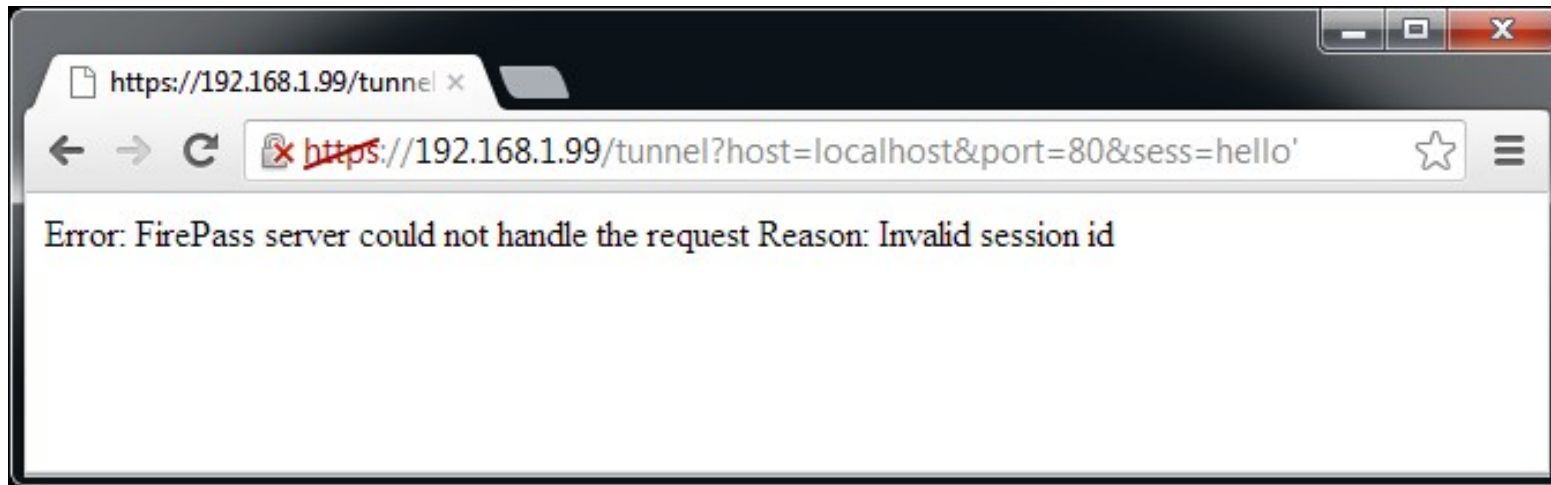 https://192.168.1.99/tunnel
https://192.168.1.99/tunnel?host=localhost&port=80&sess=hello'
Error: FirePass server could not handle the request Reason: Invalid session id